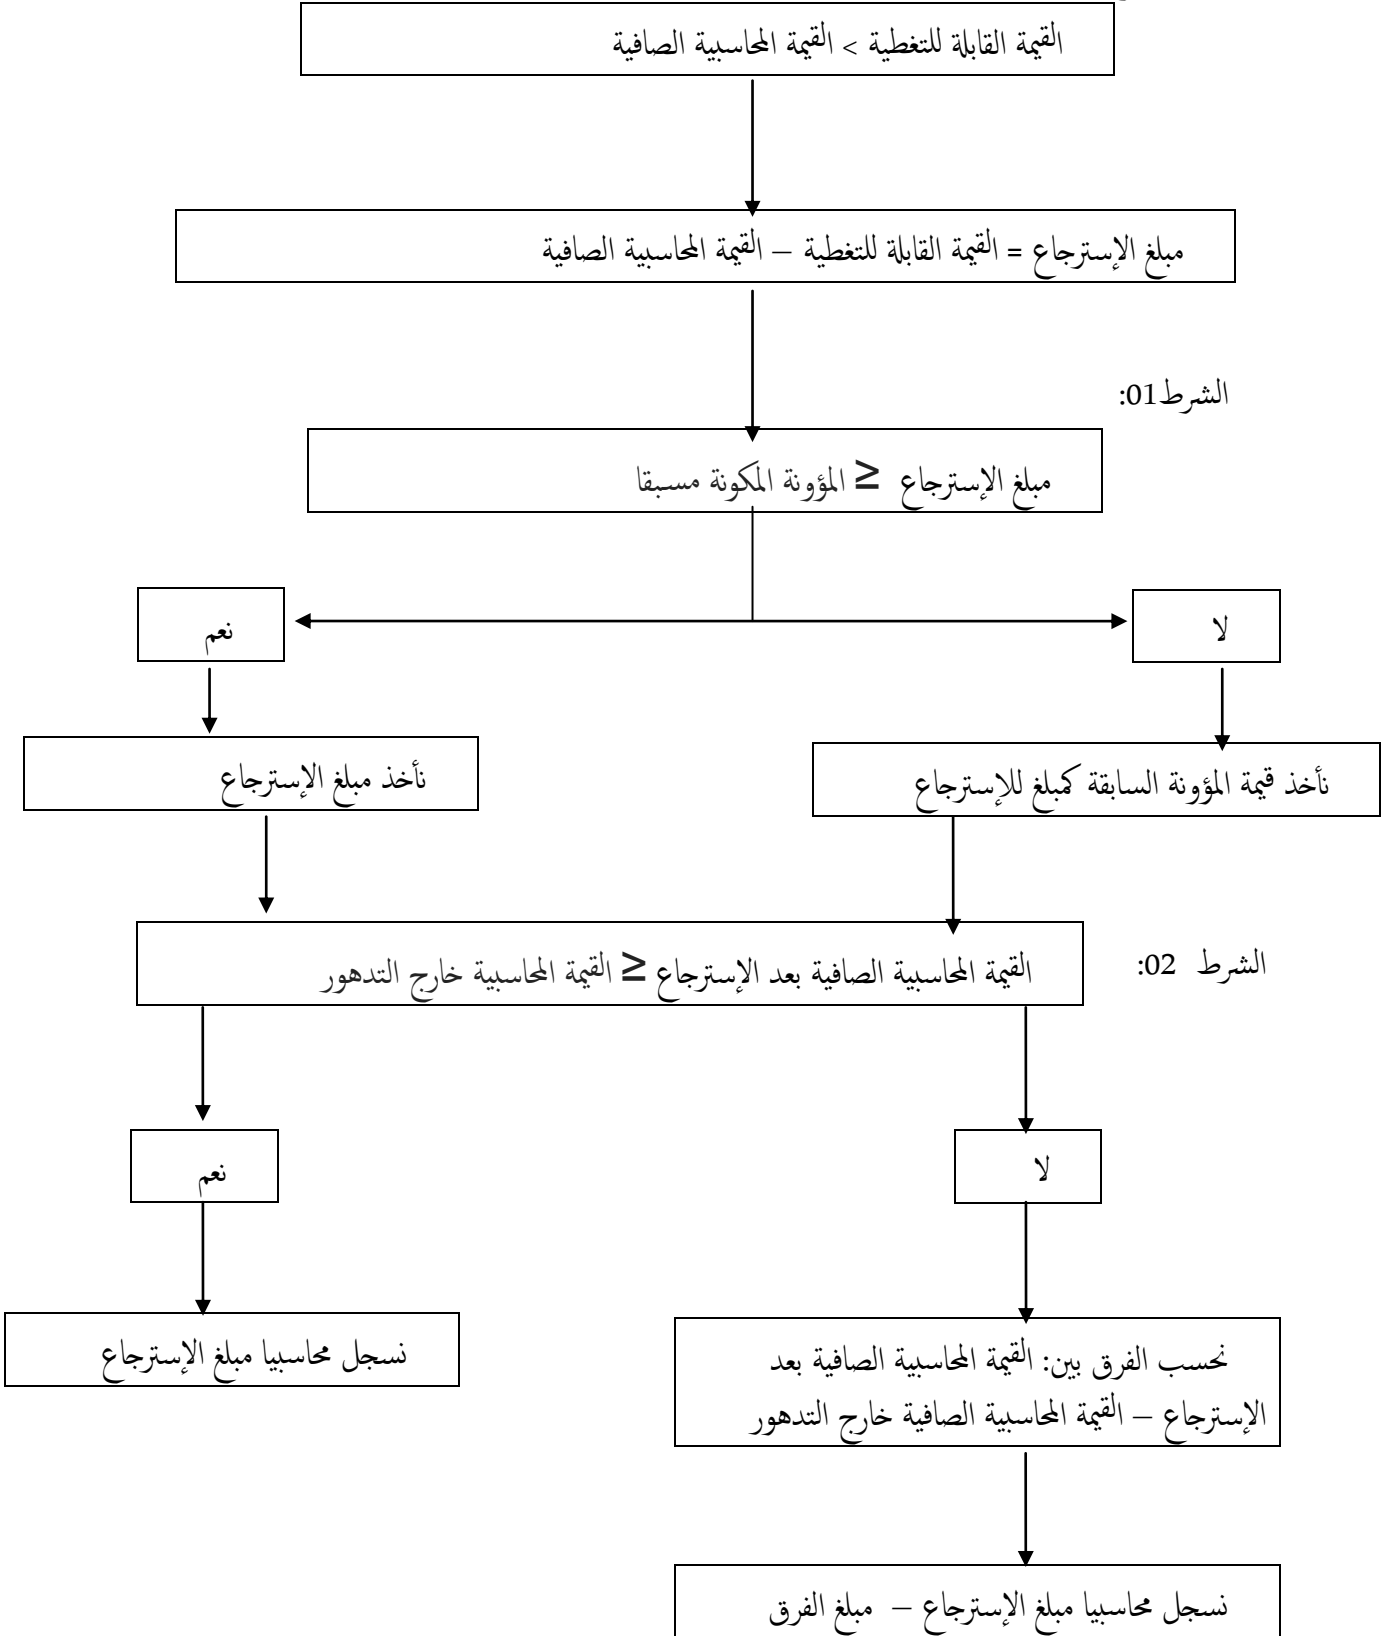 القيمة القابلة للتغطية > القيمة المحاسبية الصافية
مبلغ الإسترجاع = القيمة القابلة للتغطية – القيمة المحاسبية الصافية
الشرط01:
مبلغ الإسترجاع ≤ المؤونة المكونة مسبقا
لا
نعم
نأخذ قيمة المؤونة السابقة كمبلغ للإسترجاع
نأخذ مبلغ الإسترجاع
الشرط 02:
القيمة المحاسبية الصافية بعد الإسترجاع ≤ القيمة المحاسبية خارج التدهور
لا
نعم
نحسب الفرق بين: القيمة المحاسبية الصافية بعد
الإسترجاع – القيمة المحاسبية الصافية خارج التدهور
نسجل محاسبيا مبلغ الإسترجاع
نسجل محاسبيا مبلغ الإسترجاع – مبلغ الفرق